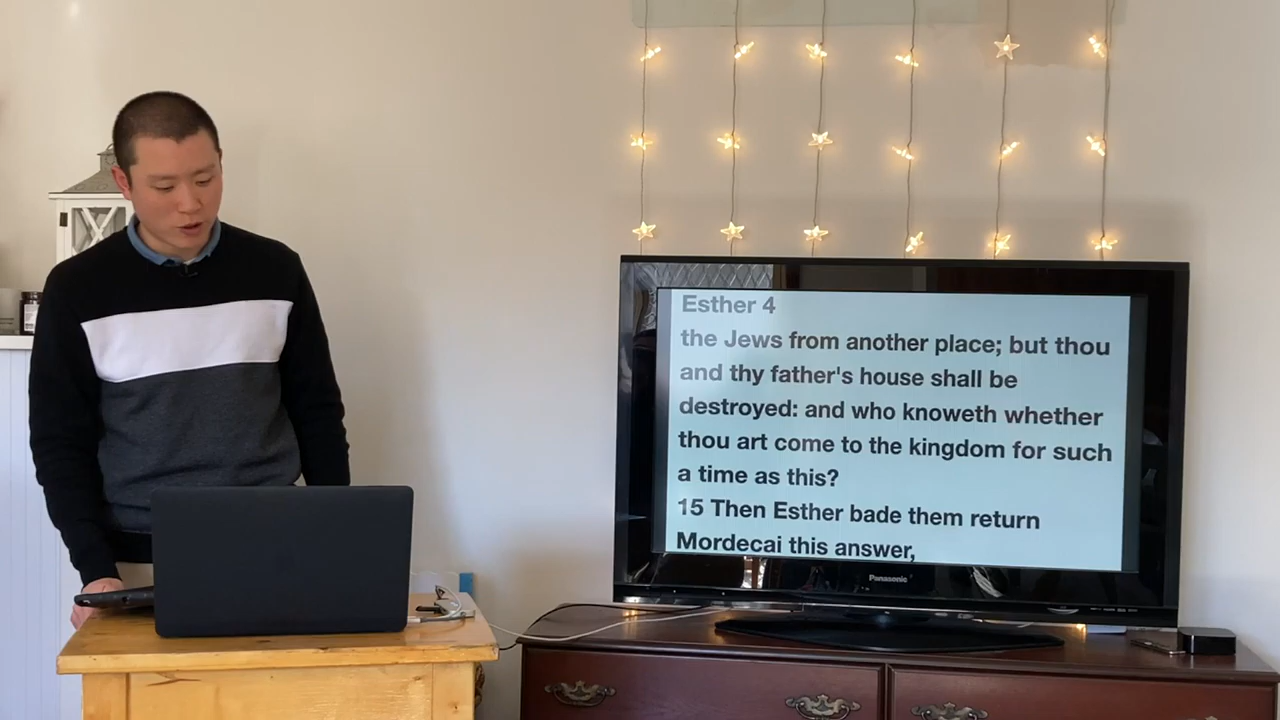 Esther 4
the Jews from another place; but thou
and thy father's house shall be
destroyed: and who knoweth whether
thou art come to the kingdom for such
a time as this?
15 Then Esther bade them return
Mordecai this answer,
Panasonic